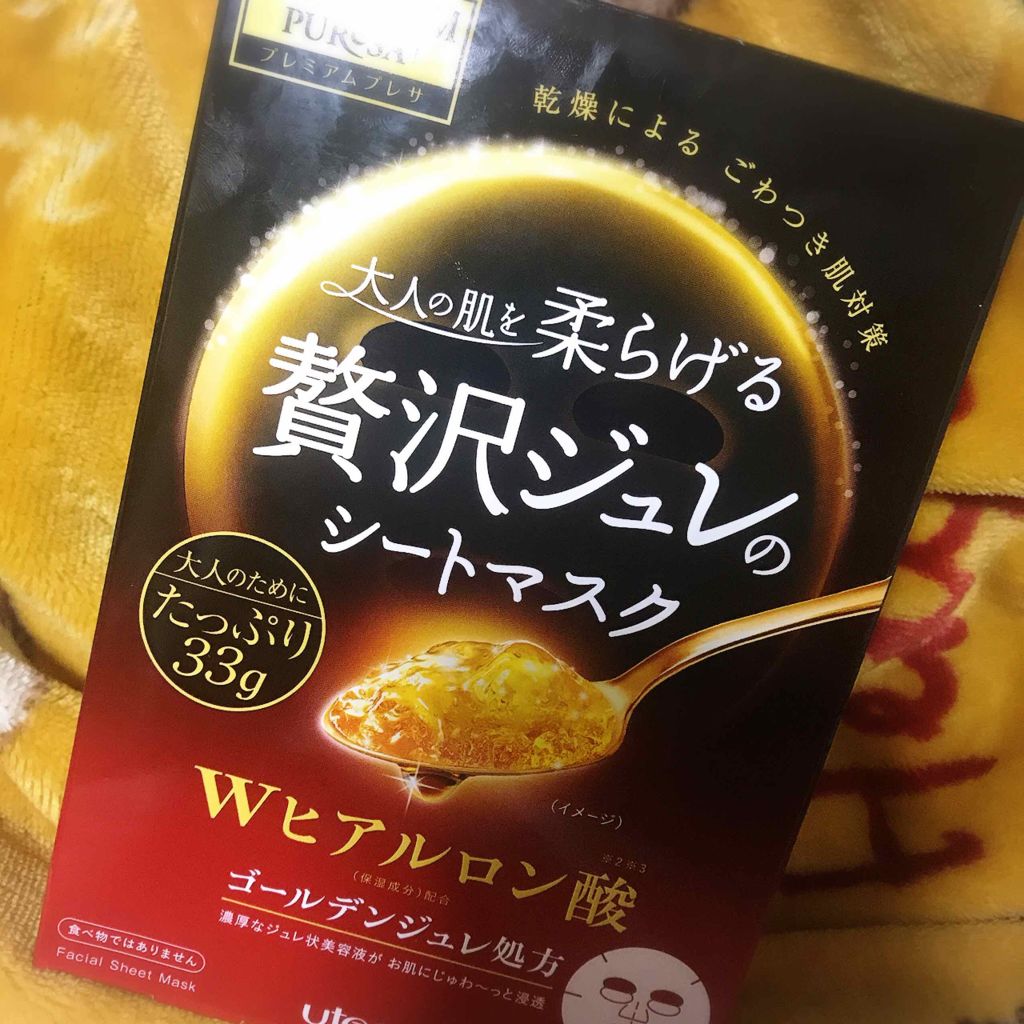 プレミアムプレサ
乾燥による ごわつき肌対策
大人の肌を柔らげる
贅沢ジュレの
シートマスク
大人のために
たっぷり
33g
(イメージ)
※2※3
Wヒアルロン酸
(保湿成分)配合
ゴールデンジュレ処方
濃厚なジュレ状美容液が お肌にじゅわ〜っと浸透
食べ物ではありません
Facial Sheet Mask